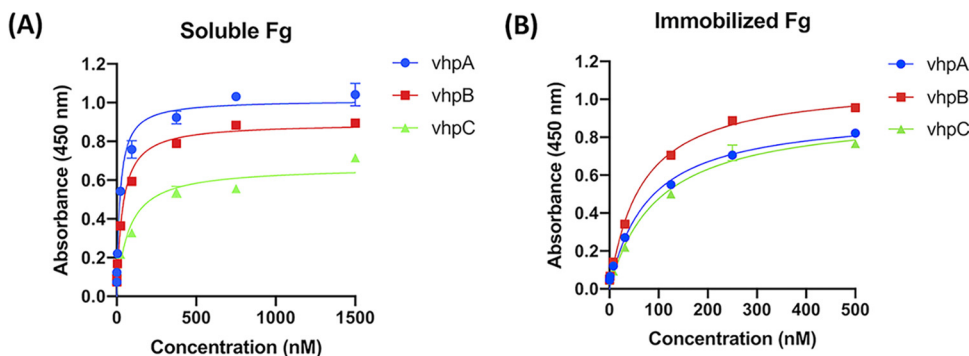 (A)
Soluble Fg
Absorbance (450 nm)
1.2
1.0
0.8
0.6
0.4
0.2
0.0
0
500
1000
1500
Concentration (nM)
vhpA
vhpB
vhpC
(B)
Immobilized Fg
Absorbance (450 nm)
1.2
1.0
0.8
0.6
0.4
0.2
0.0
0
100
200
300
400
500
Concentration (nM)
vhpA
vhpB
vhpC